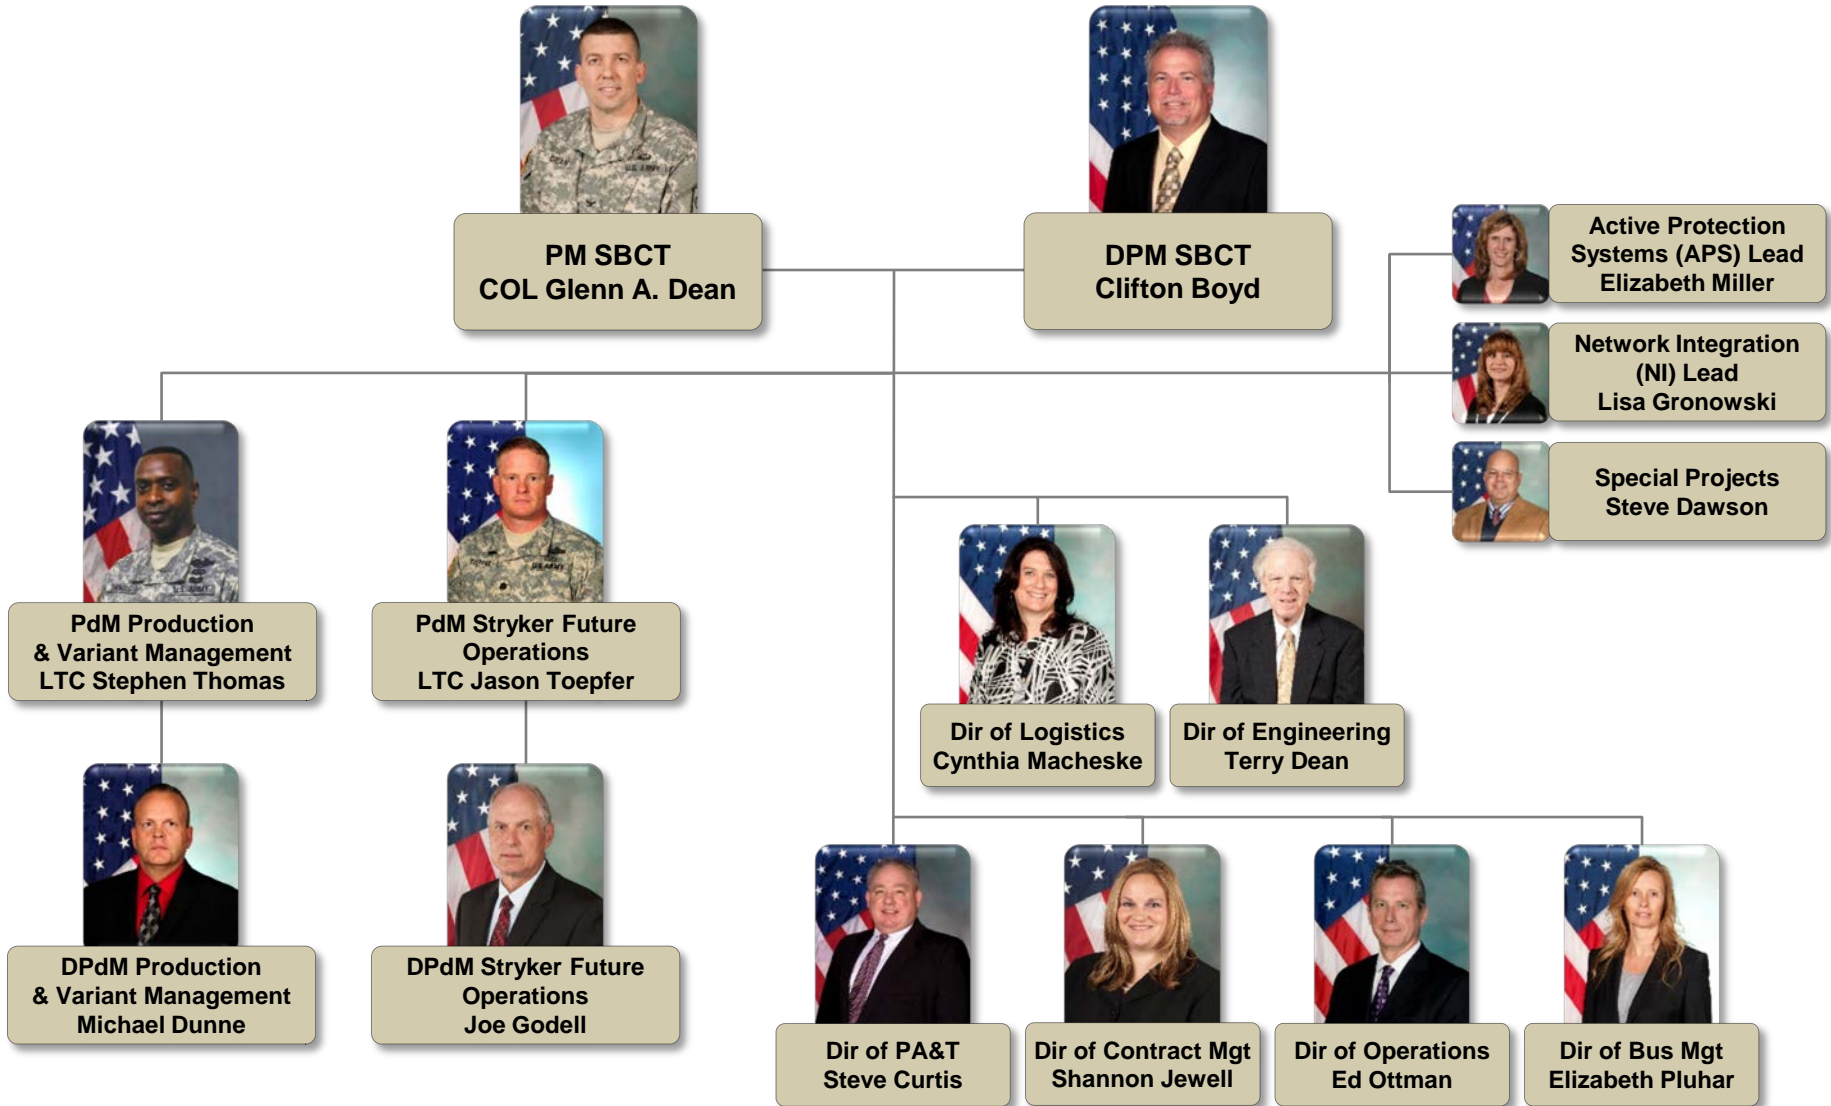 PM SBCT
COL Glenn A. Dean
DPM SBCT
Clifton Boyd
Active Protection
Systems (APS) Lead
Elizabeth Miller
Network Integration
(NI) Lead
Lisa Gronowski
Special Projects
Steve Dawson
PdM Production
& Variant Management
LTC Stephen Thomas
PdM Stryker Future
Operations
LTC Jason Toepfer
Dir of Logistics
Cynthia Macheske
Dir of Engineering
Terry Dean
DPdM Production
& Variant Management
Michael Dunne
DPdM Stryker Future
Operations
Joe Godell
Dir of PA&T
Steve Curtis
Dir of Contract Mgt
Shannon Jewell
Dir of Operations
Ed Ottman
Dir of Bus Mgt
Elizabeth Pluhar